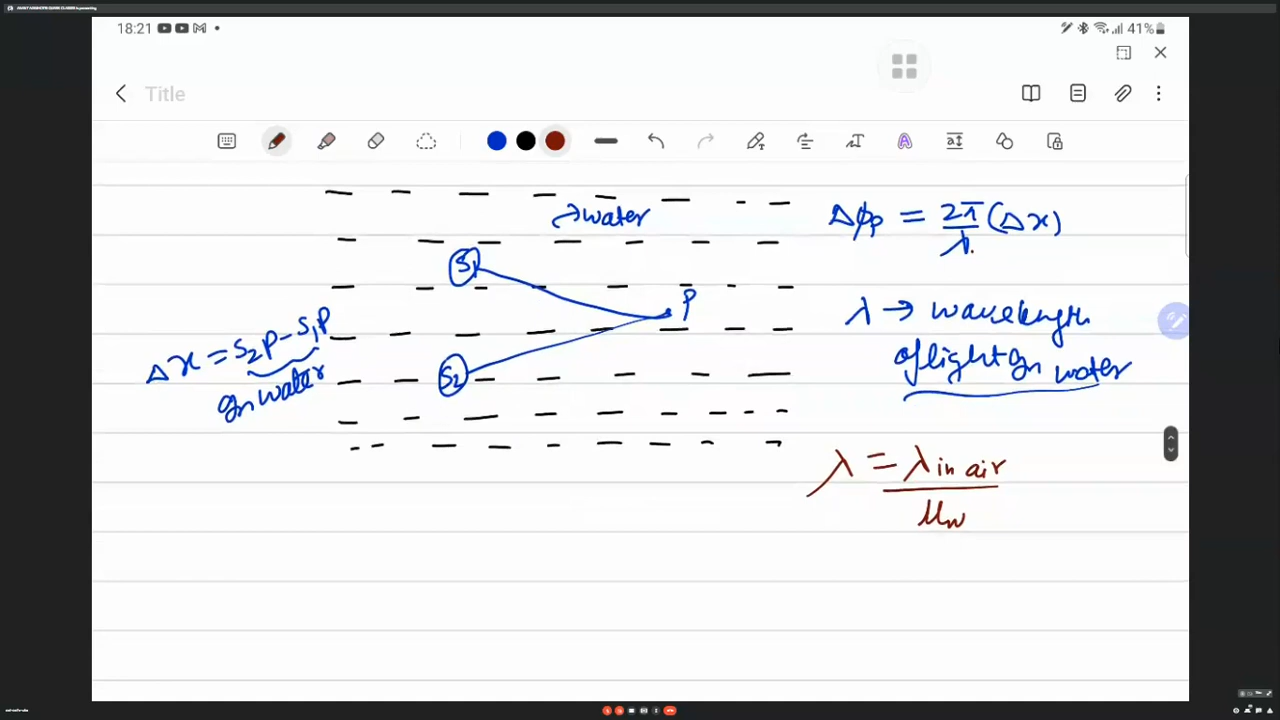 18:21
41%
Title
→water
S1
P
S2
Δx = S2P - S1P
In water
Δφp = 2π/λ (Δx)
λ → wavelength
of light In water
λ = λ in air / μw